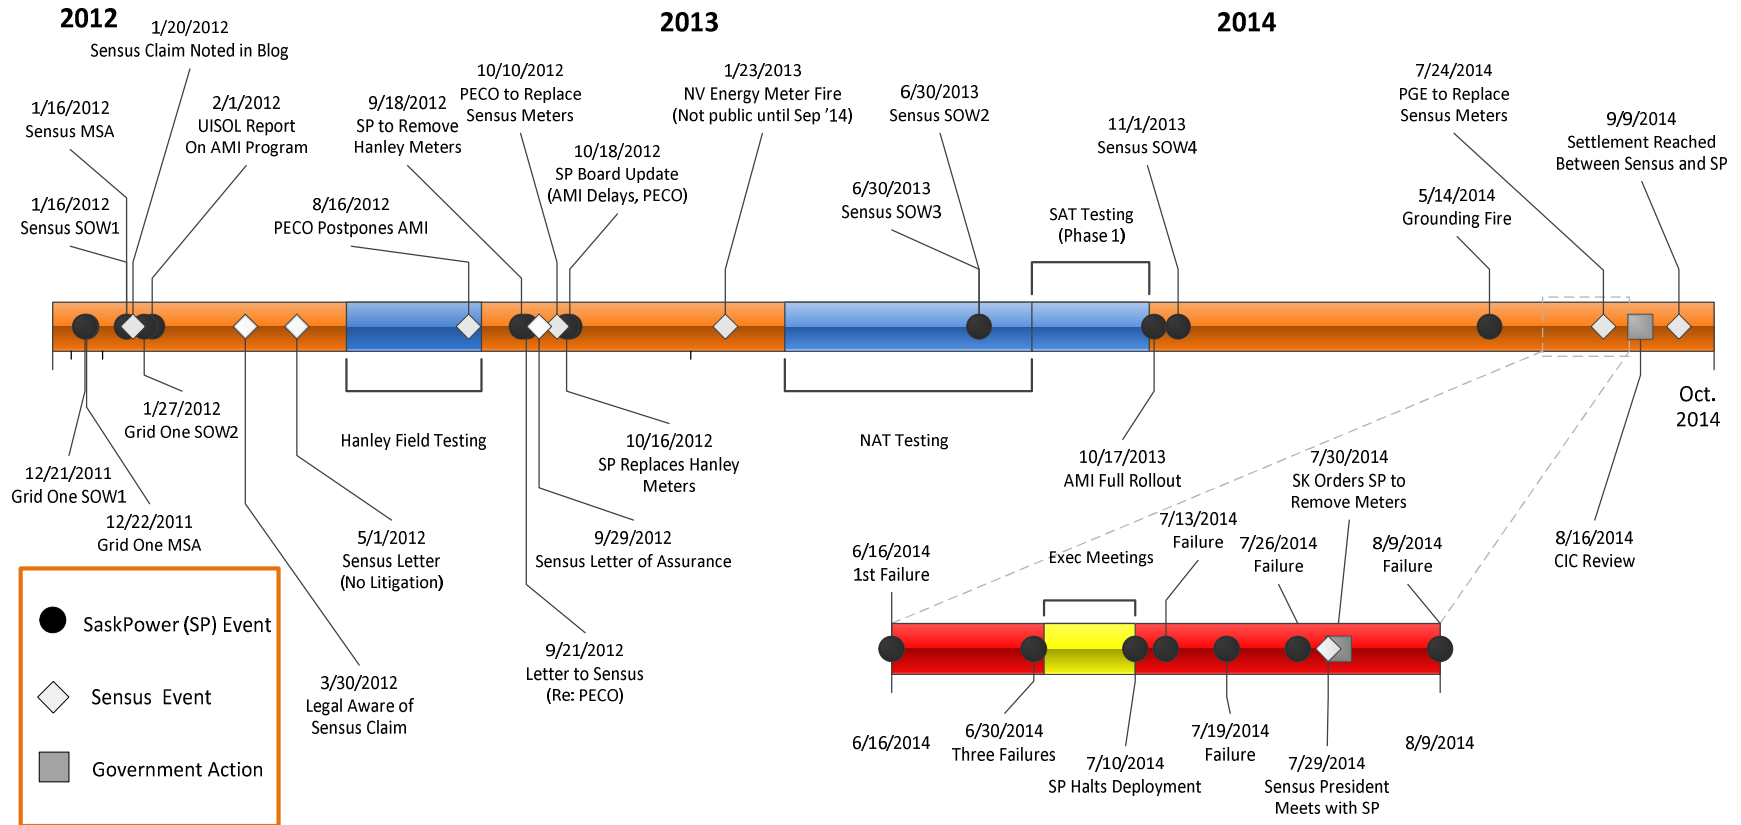 2012
2013
2014
1/20/2012
Sensus Claim Noted in Blog
1/16/2012
Sensus MSA
2/1/2012
UISOL Report
On AMI Program
9/18/2012
SP to Remove
Hanley Meters
10/10/2012
PECO to Replace
Sensus Meters
1/23/2013
NV Energy Meter Fire
(Not public until Sep ’14)
6/30/2013
Sensus SOW2
11/1/2013
Sensus SOW4
7/24/2014
PGE to Replace
Sensus Meters
9/9/2014
Settlement Reached
Between Sensus and SP
1/16/2012
Sensus SOW1
8/16/2012
PECO Postpones AMI
10/18/2012
SP Board Update
(AMI Delays, PECO)
6/30/2013
Sensus SOW3
SAT Testing
(Phase 1)
5/14/2014
Grounding Fire
Oct.
2014
12/21/2011
Grid One SOW1
1/27/2012
Grid One SOW2
12/22/2011
Grid One MSA
Hanley Field Testing
10/16/2012
SP Replaces Hanley
Meters
NAT Testing
10/17/2013
AMI Full Rollout
7/30/2014
SK Orders SP to
Remove Meters
5/1/2012
Sensus Letter
(No Litigation)
9/29/2012
Sensus Letter of Assurance
6/16/2014
1st Failure
Exec Meetings
7/13/2014
Failure
7/26/2014
Failure
8/9/2014
Failure
8/16/2014
CIC Review
SaskPower (SP) Event
Sensus Event
Government Action
3/30/2012
Legal Aware of
Sensus Claim
9/21/2012
Letter to Sensus
(Re: PECO)
6/16/2014
6/30/2014
Three Failures
7/10/2014
SP Halts Deployment
7/19/2014
Failure
7/29/2014
Sensus President
Meets with SP
8/9/2014